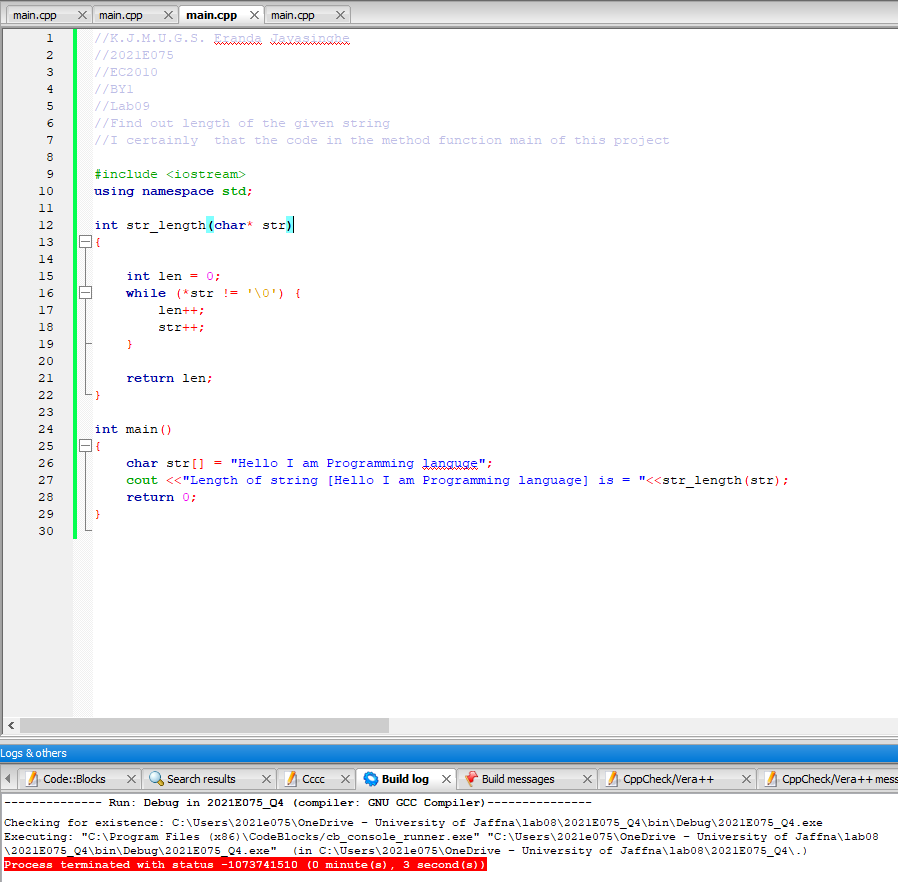 main.cpp main.cpp main.cpp main.cpp
1 //K.J.M.U.G.S. Eranda Jayasinghe
2 //2021E075
3 //EC2010
4 //BY1
5 //Lab09
6 //Find out length of the given string
7 //I certainly  that the code in the method function main of this project
8
9 #include <iostream>
10 using namespace std;
11
12 int str_length(char* str)
13 {
14
15     int len = 0;
16     while (*str != '\0') {
17         len++;
18         str++;
19     }
20
21     return len;
22 }
23
24 int main()
25 {
26     char str[] = "Hello I am Programming languge";
27     cout <<"Length of string [Hello I am Programming language] is = "<<str_length(str);
28     return 0;
29 }
30
Logs & others
Code::Blocks Search results Cccc Build log Build messages CppCheck/Vera++ CppCheck/Vera++ mess
-------------- Run: Debug in 2021E075_Q4 (compiler: GNU GCC Compiler)---------------
Checking for existence: C:\Users\2021e075\OneDrive - University of Jaffna\lab08\2021E075_Q4\bin\Debug\2021E075_Q4.exe
Executing: "C:\Program Files (x86)\CodeBlocks/cb_console_runner.exe" "C:\Users\2021e075\OneDrive - University of Jaffna\lab08
\2021E075_Q4\bin\Debug\2021E075_Q4.exe"  (in C:\Users\2021e075\OneDrive - University of Jaffna\lab08\2021E075_Q4\.)
Process terminated with status -1073741510 (0 minute(s), 3 second(s))